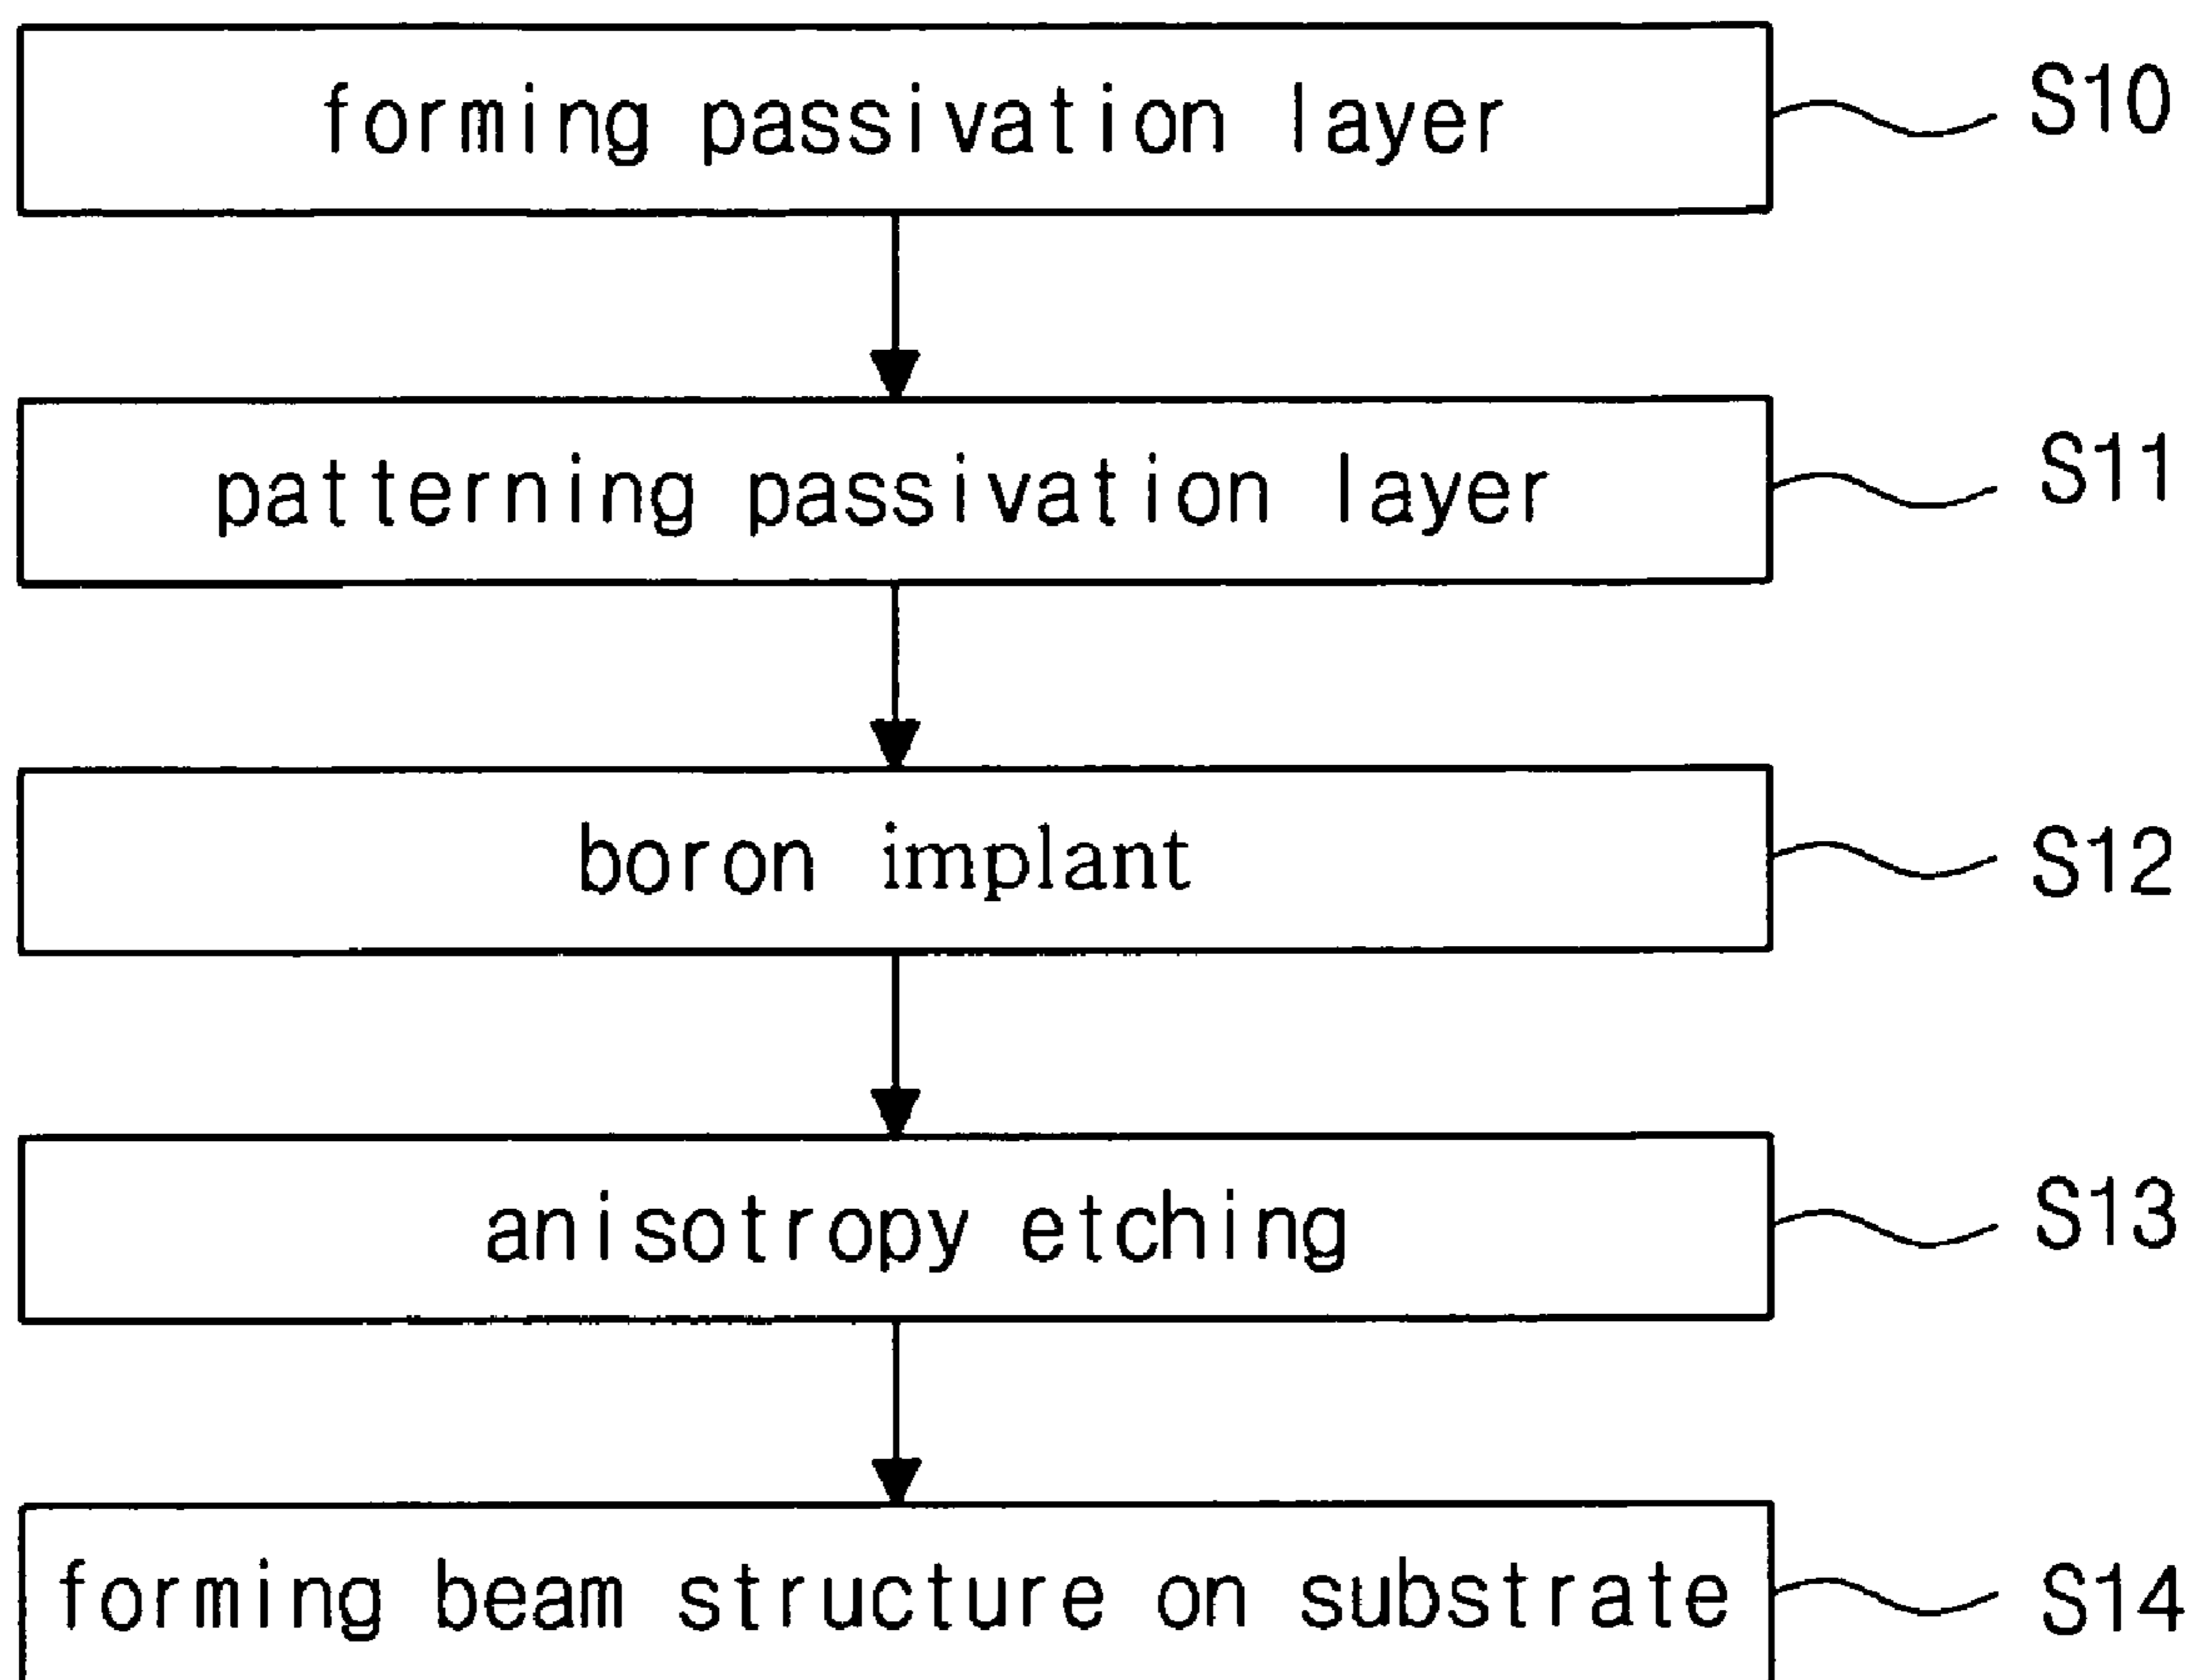 forming passivation layer S10
patterning passivation layer S11
boron implant S12
anisotropy etching S13
forming beam structure on substrate S14